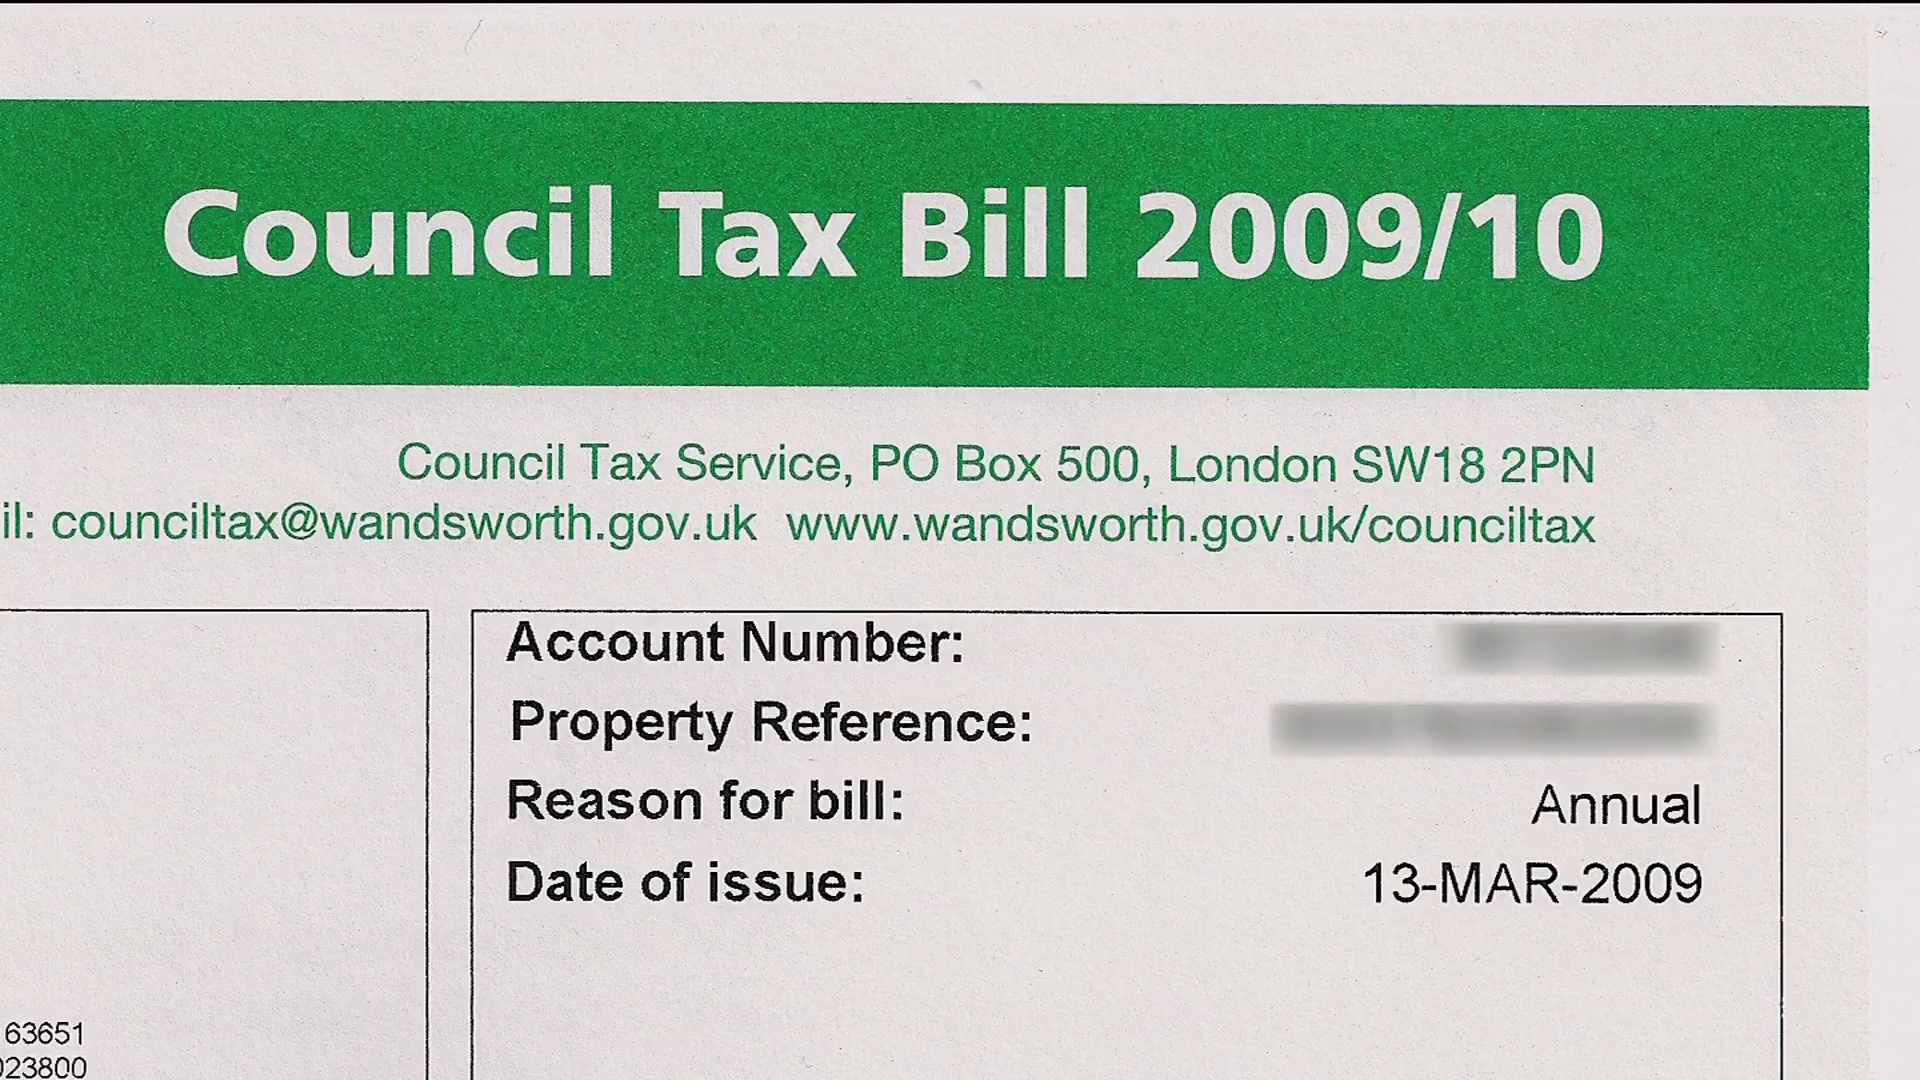 Council Tax Bill 2009/10
Council Tax Service, PO Box 500, London SW18 2PN
il: counciltax@wandsworth.gov.uk www.wandsworth.gov.uk/counciltax
Account Number:
Property Reference:
Reason for bill: Annual
Date of issue: 13-MAR-2009
63651
023800